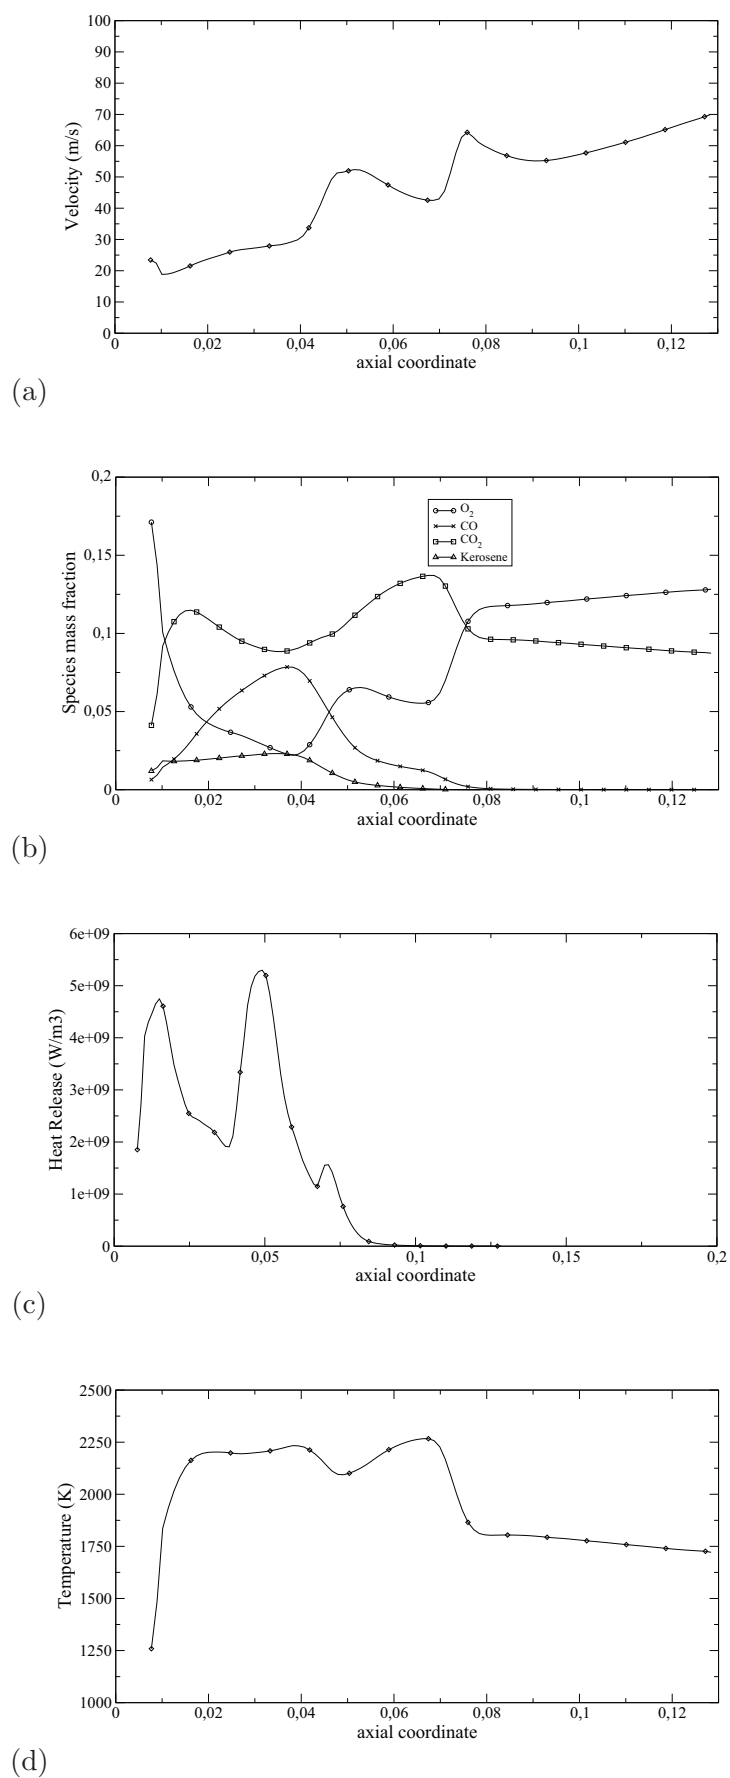 100
90
80
70
60
50
40
30
20
10
0
Velocity (m/s)
0 0,02 0,04 0,06 0,08 0,1 0,12
axial coordinate
(a)
0,2
0,15
0,1
0,05
0
Species mass fraction
O2
CO
CO2
Kerosene
0 0,02 0,04 0,06 0,08 0,1 0,12
axial coordinate
(b)
6e+09
5e+09
4e+09
3e+09
2e+09
1e+09
0
Heat Release (W/m3)
0 0,05 0,1 0,15 0,2
axial coordinate
(c)
2500
2250
2000
1750
1500
1250
1000
Temperature (K)
0 0,02 0,04 0,06 0,08 0,1 0,12
axial coordinate
(d)